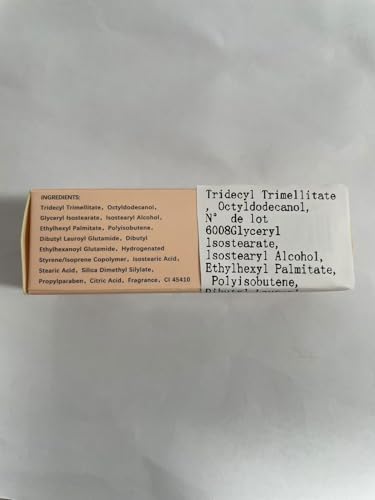 INGREDIENTS:
Tridecyl Trimellitate, Octyldodecanol,
Glyceryl Isostearate, Isostearyl Alcohol,
Ethylhexyl Palmitate, Polyisobutene,
Dibutyl Lauroyl Glutamide, Dibutyl
Ethylhexanoyl Glutamide, Hydrogenated
Styrene/Isoprene Copolymer, Isostearic Acid,
Stearic Acid, Silica Dimethyl Silylate,
Propylparaben, Citric Acid, Fragrance, CI 45410
Tridecyl Trimellitate
, Octyldodecanol,
N° de lot
6008Glyceryl
lsostearate,
lsostearyl Alcohol,
Ethylhexyl Palmitate,
Polyisobutene,